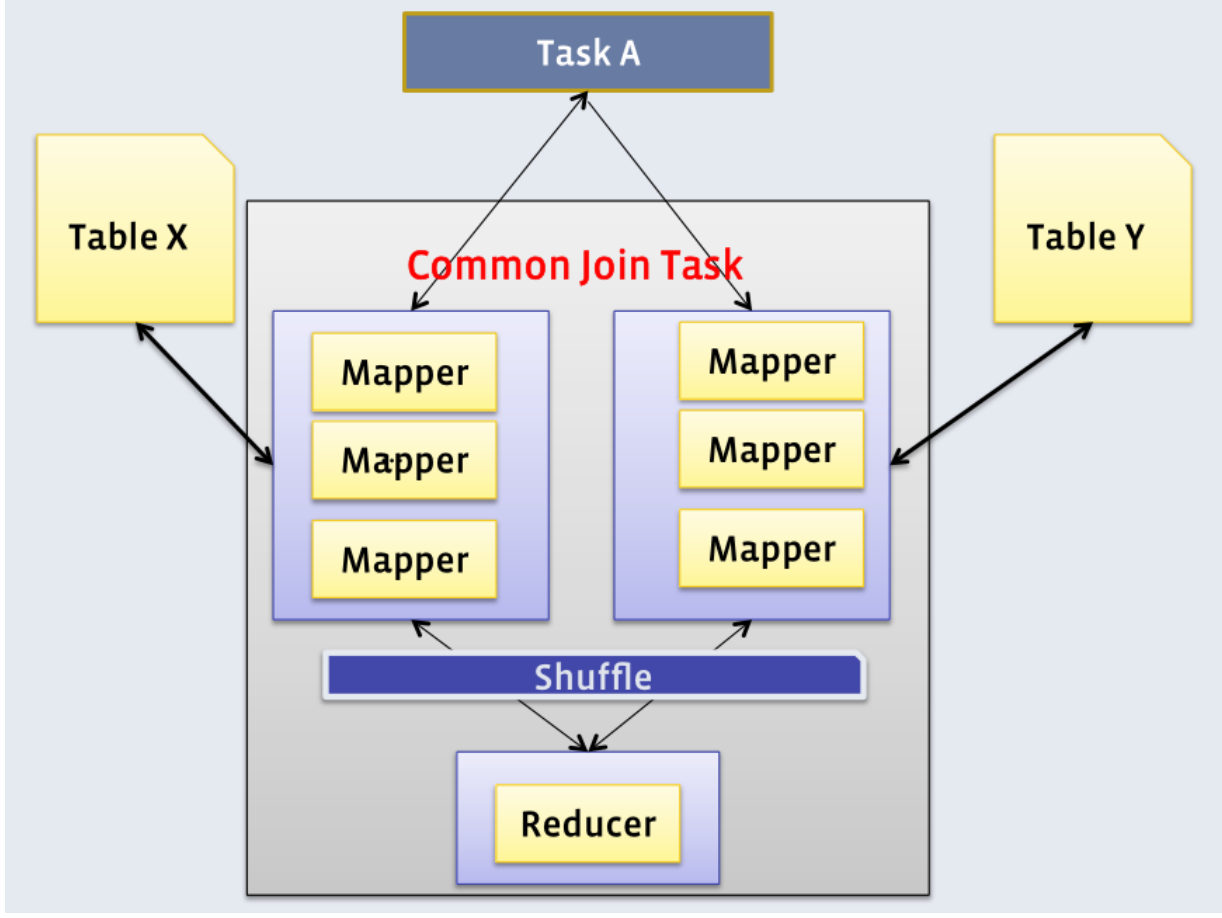 Task A
Table X
Table Y
Common Join Task
Mapper
Mapper
Mapper
Mapper
Mapper
Mapper
Shuffle
Reducer